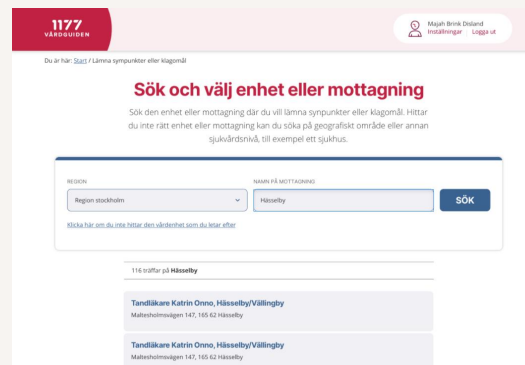 1177
VÅRDGUIDEN
Majah Brink Disland
Inställningar Logga ut
Du är här: Start / Lämna synpunkter eller klagomål
Sök och välj enhet eller mottagning
Sök den enhet eller mottagning där du vill lämna synpunkter eller klagomål. Hittar
du inte rätt enhet eller mottagning kan du söka på geografiskt område eller annan
sjukvårdsnivå, till exempel ett sjukhus.
REGION
NAMN PÅ MOTTAGNING
Region stockholm
Hässelby
SÖK
Klicka här om du inte hittar den vårdenhet som du letar efter
116 träffar på Hässelby
Tandläkare Katrin Onno, Hässelby/Vällingby
Maltesholmsvägen 147, 165 62 Hässelby
Tandläkare Katrin Onno, Hässelby/Vällingby
Maltesholmsvägen 147, 165 62 Hässelby